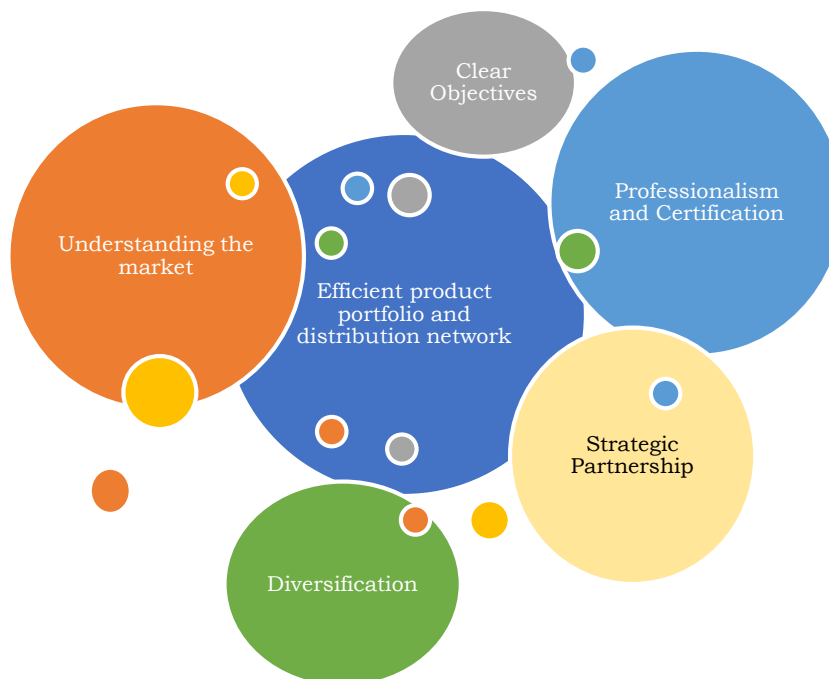 Clear
Objectives
Professionalism
and Certification
Understanding the
market
Efficient product
portfolio and
distribution network
Strategic
Partnership
Diversification